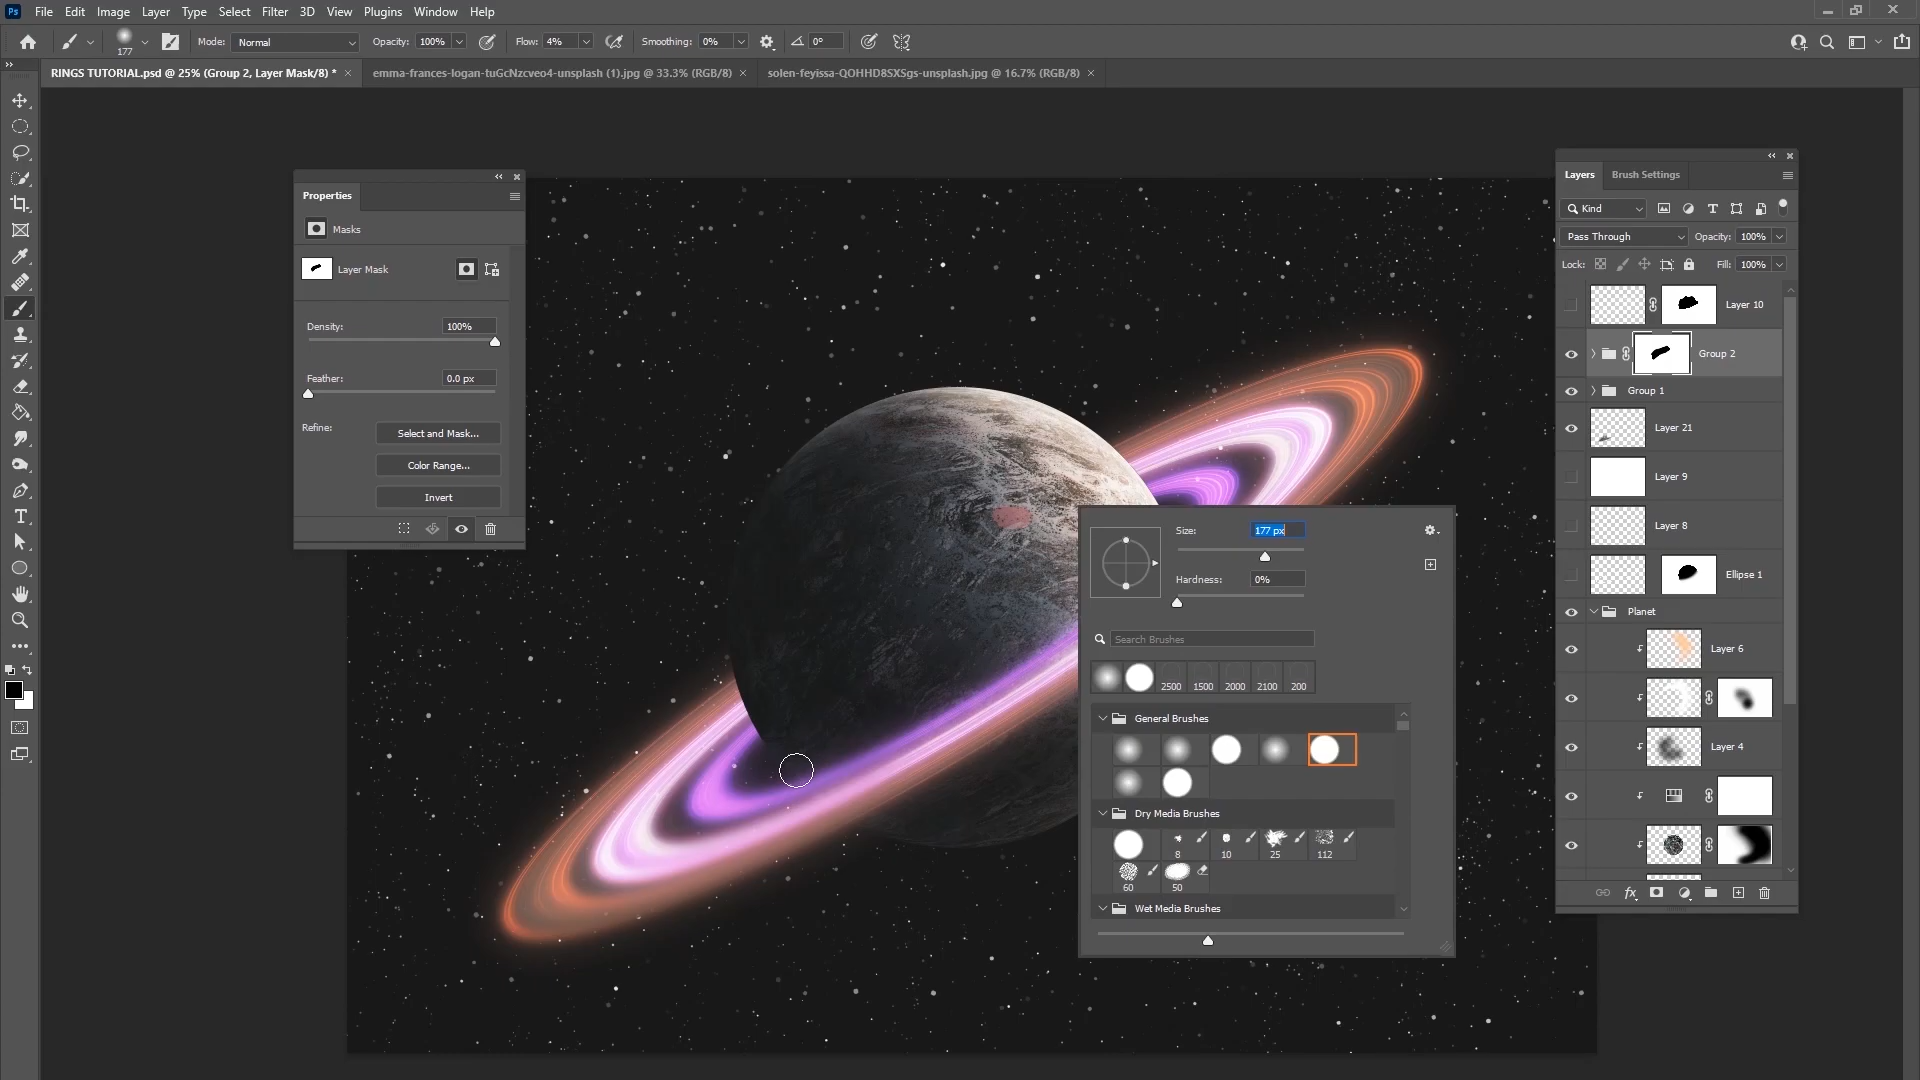 Ps File Edit Image Layer Type Select Filter 3D View Plugins Window Help
177 Mode: Normal Opacity: 100% Flow: 4% Smoothing: 0% 0°
RINGS TUTORIAL.psd @ 25% (Group 2, Layer Mask/8) * × emma-frances-logan-tuGcNzcveo4-unsplash (1).jpg @ 33.3% (RGB/8) × solen-feyissa-QOHHD8SXSgs-unsplash.jpg @ 16.7% (RGB/8) ×
Properties
Masks
Layer Mask
Density: 100%
Feather: 0.0 px
Refine: Select and Mask...
Color Range...
Invert
Size: 177 px
Hardness: 0%
Search Brushes
2500 1500 2000 2100 200
General Brushes
Dry Media Brushes
8 10 25 112
60 50
Wet Media Brushes
Layers Brush Settings
Kind
Pass Through Opacity: 100%
Lock: Fill: 100%
Layer 10
Group 2
Group 1
Layer 21
Layer 9
Layer 8
Ellipse 1
Planet
Layer 6
Layer 4
fx